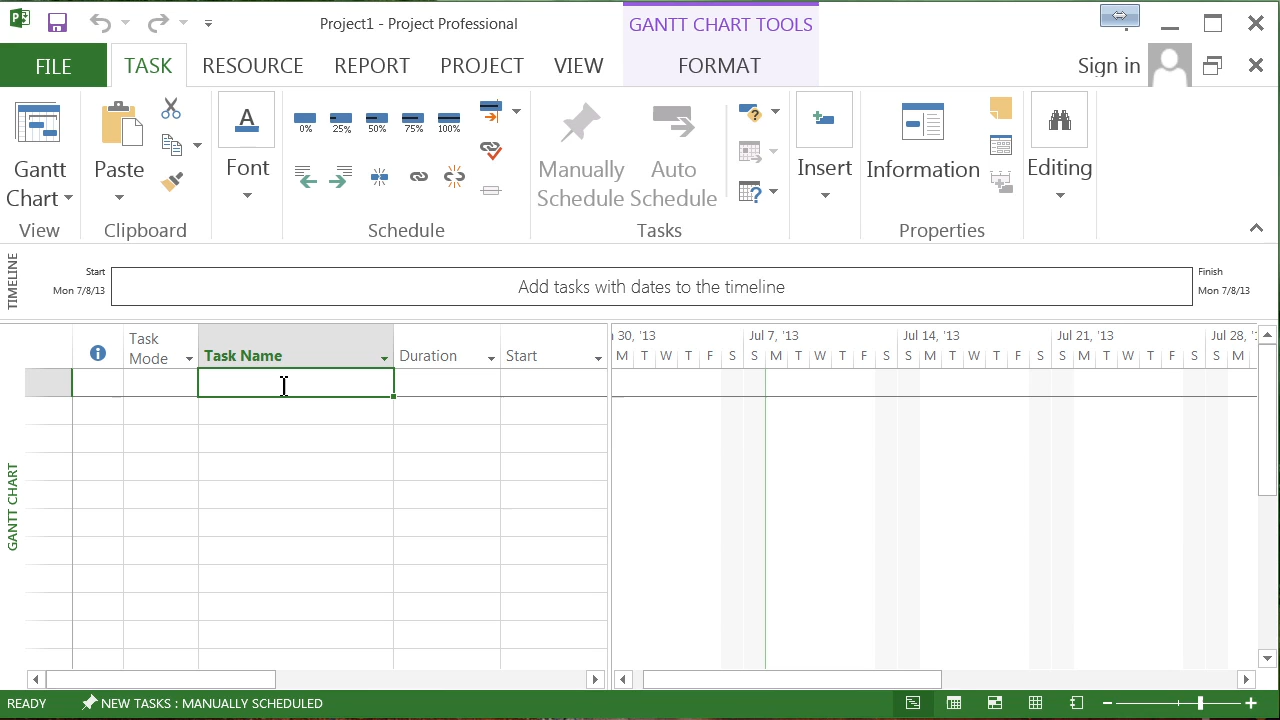 Project1 - Project Professional
GANTT CHART TOOLS
FILE
TASK
RESOURCE
REPORT
PROJECT
VIEW
FORMAT
Sign in
Gantt
Chart
View
Paste
Clipboard
A
Font
0%
25%
50%
75%
100%
Schedule
Manually
Schedule
Auto
Schedule
Tasks
Insert
Information
Properties
Editing
TIMELINE
Start
Mon 7/8/13
Add tasks with dates to the timeline
Finish
Mon 7/8/13
Task
Mode
Task Name
Duration
Start
30, '13
Jul 7, '13
Jul 14, '13
Jul 21, '13
Jul 28, '
M T W T F S S M T W T F S S M T W T F S S M T W T F S S M
GANTT CHART
READY
NEW TASKS : MANUALLY SCHEDULED